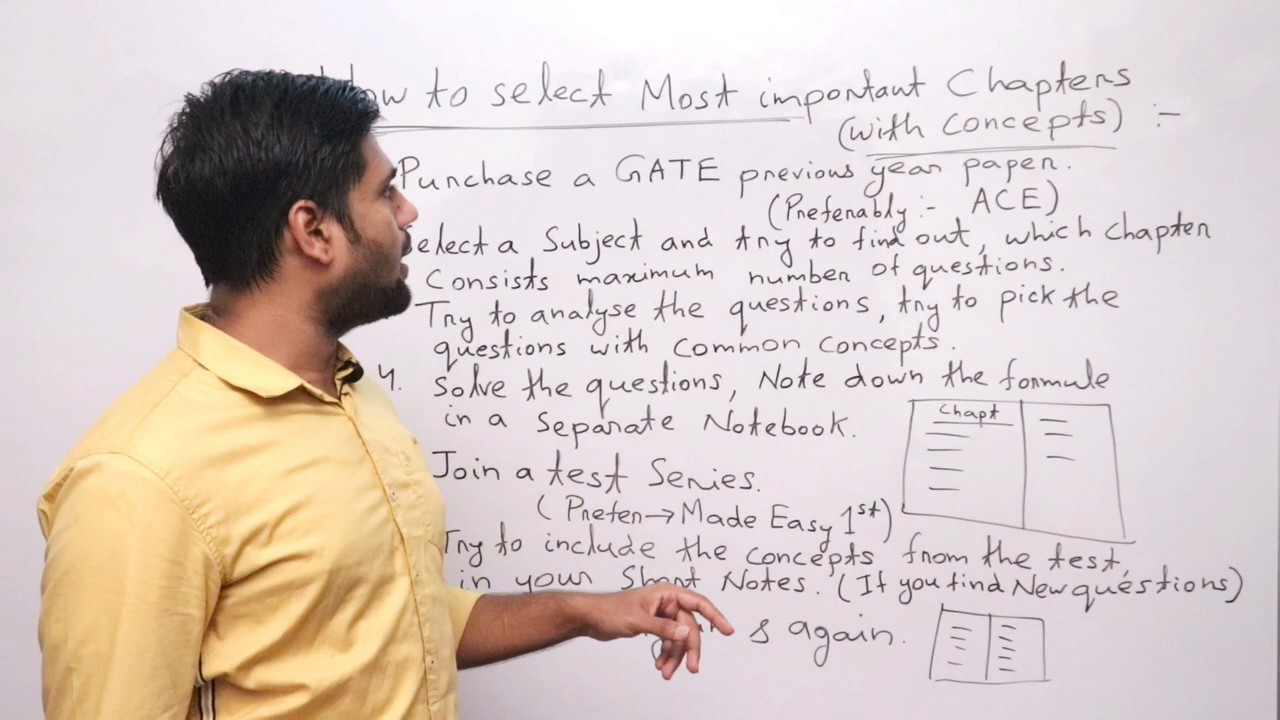 How to select Most important Chapters
(with concepts) :-
Purchase a GATE previous year paper.
(Preferably :- ACE)
elect a Subject and try to find out, which chapter
Consists maximum number of questions.
Try to analyse the questions, try to pick the
questions with common concepts.
4. Solve the questions, Note down the formule
in a Separate Notebook.
Chapt
Join a test Series.
(Prefer→Made Easy 1st)
Try to include the concepts from the test,
in your Short Notes. (If you find New questions)
s again.